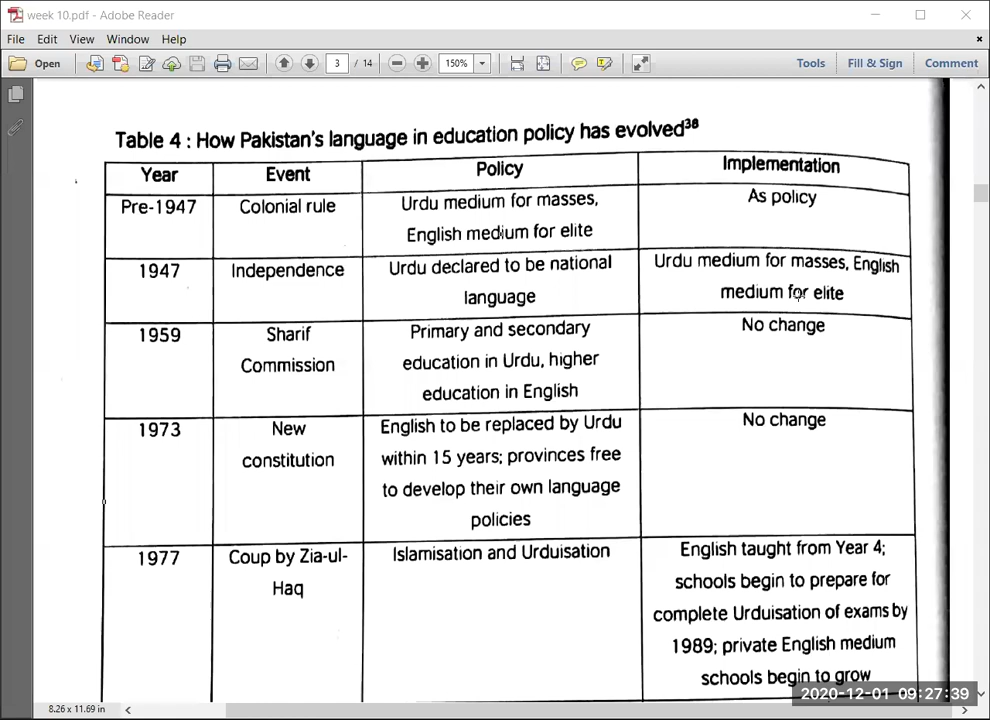 week 10.pdf - Adobe Reader
File Edit View Window Help
Open 3 / 14 150% Tools Fill & Sign Comment
Table 4 : How Pakistan's language in education policy has evolved³⁸
Year Event Policy Implementation
Pre-1947 Colonial rule Urdu medium for masses, As policy
English medium for elite
1947 Independence Urdu declared to be national Urdu medium for masses, English
language medium for elite
1959 Sharif Primary and secondary No change
Commission education in Urdu, higher
education in English
1973 New English to be replaced by Urdu No change
constitution within 15 years; provinces free
to develop their own language
policies
1977 Coup by Zia-ul- Islamisation and Urduisation English taught from Year 4;
Haq schools begin to prepare for
complete Urduisation of exams by
1989; private English medium
schools begin to grow
2020-12-01 09:27:39
8.26 x 11.69 in